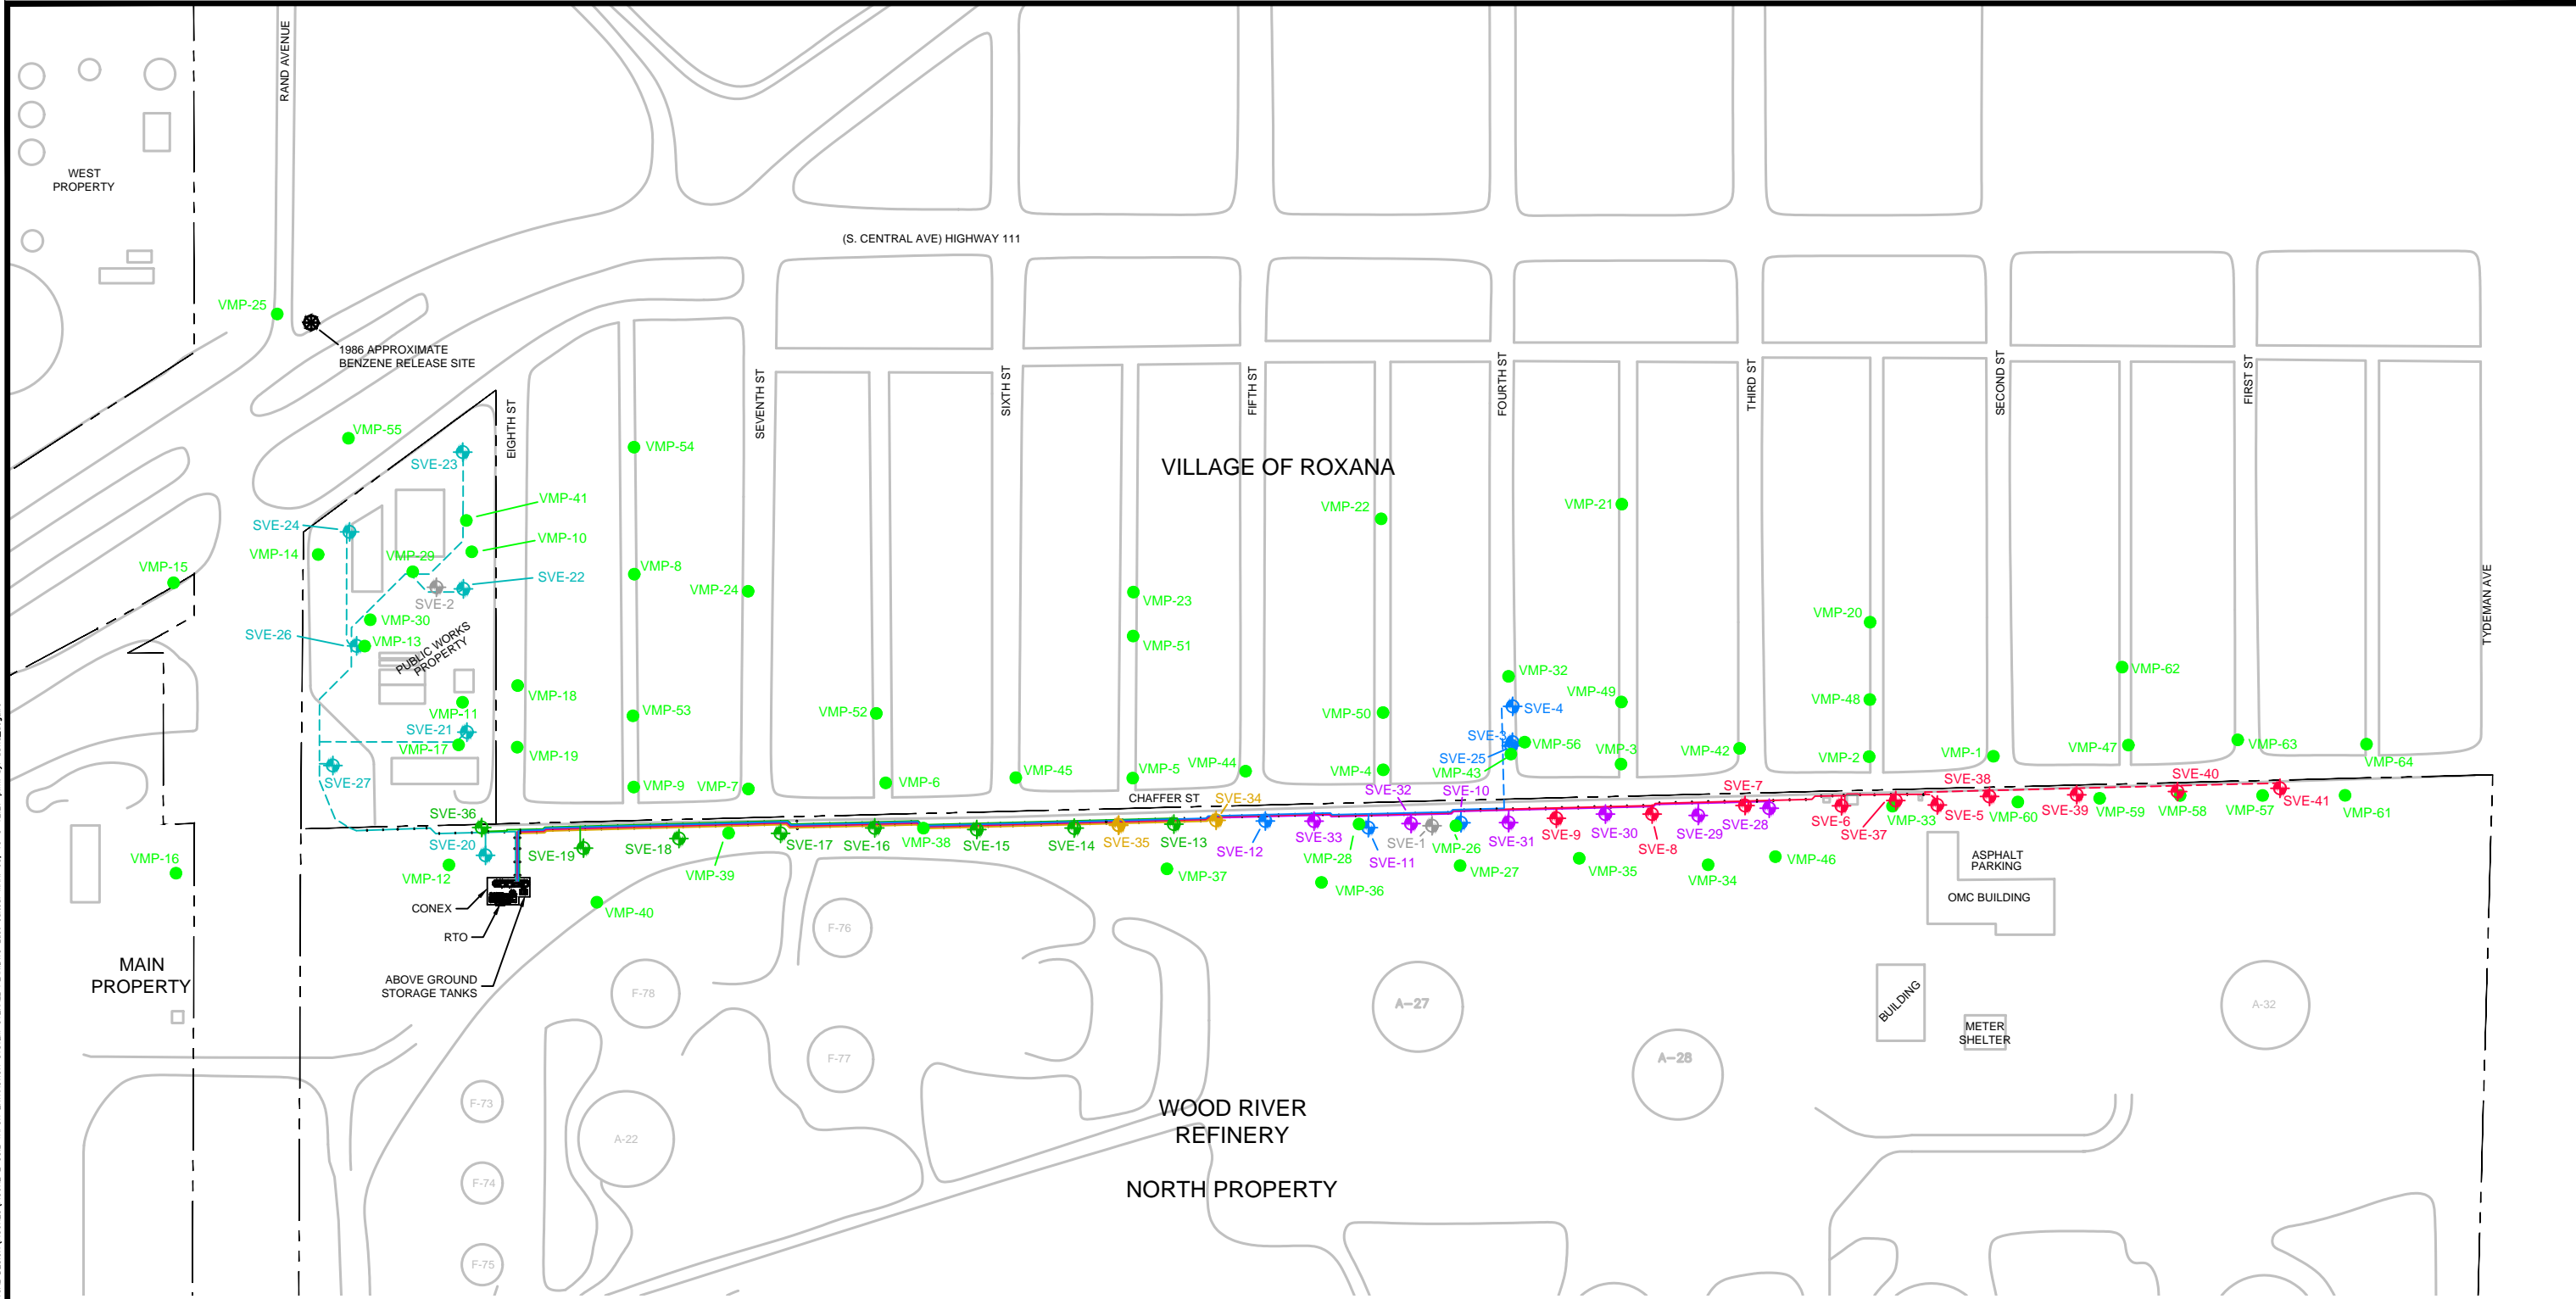 RAND AVENUE
WEST
PROPERTY
(S. CENTRAL AVE) HIGHWAY 111
VMP-25
1986 APPROXIMATE
BENZENE RELEASE SITE
EIGHTH ST
SEVENTH ST
SIXTH ST
FIFTH ST
FOURTH ST
THIRD ST
SECOND ST
FIRST ST
TYDEMAN AVE
VILLAGE OF ROXANA
VMP-55
SVE-23
VMP-54
VMP-41
SVE-24
VMP-14
VMP-29
VMP-10
VMP-15
SVE-22
SVE-2
VMP-8
VMP-24
VMP-22
VMP-21
VMP-23
VMP-51
VMP-20
VMP-30
SVE-26
VMP-13
PUBLIC WORKS
PROPERTY
VMP-18
VMP-11
VMP-53
VMP-52
VMP-50
VMP-32
VMP-49
SVE-4
VMP-48
VMP-62
SVE-21
VMP-17
VMP-19
SVE-27
VMP-9
VMP-7
VMP-6
VMP-45
VMP-5
VMP-44
VMP-4
SVE-3
SVE-25
VMP-56
VMP-43
VMP-3
VMP-42
VMP-2
VMP-1
VMP-47
VMP-63
VMP-64
CHAFFER ST
SVE-34
SVE-32
SVE-10
SVE-7
SVE-38
SVE-40
SVE-41
SVE-36
SVE-20
SVE-19
SVE-18
SVE-17
SVE-16
VMP-38
SVE-15
SVE-14
SVE-35
SVE-13
SVE-12
SVE-33
VMP-28
SVE-11
SVE-1
VMP-26
SVE-31
SVE-9
SVE-30
SVE-8
SVE-29
SVE-28
SVE-6
SVE-37
VMP-33
SVE-5
VMP-60
SVE-39
VMP-59
VMP-58
VMP-57
VMP-61
VMP-16
VMP-12
VMP-39
VMP-40
VMP-37
VMP-36
VMP-27
VMP-35
VMP-34
VMP-46
CONEX
RTO
ABOVE GROUND
STORAGE TANKS
ASPHALT
PARKING
OMC BUILDING
BUILDING
METER
SHELTER
MAIN
PROPERTY
F-76
F-78
F-77
F-73
A-22
F-74
F-75
A-27
A-28
A-32
WOOD RIVER
REFINERY
NORTH PROPERTY